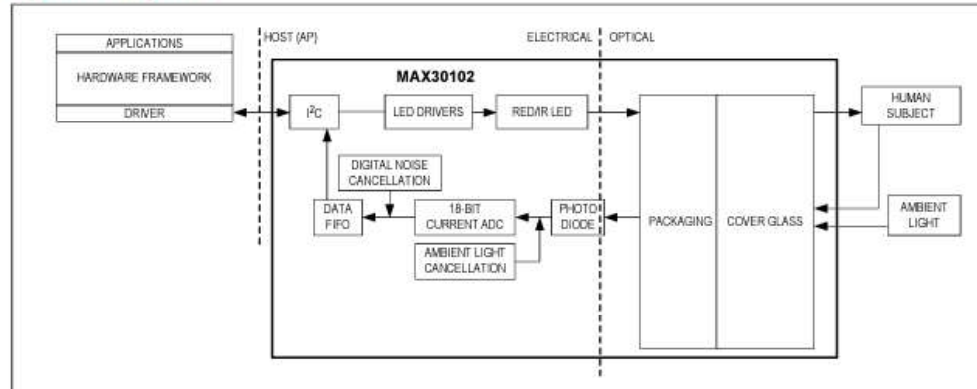 HOST (AP)
ELECTRICAL
OPTICAL
APPLICATIONS
HARDWARE FRAMEWORK
DRIVER
MAX30102
I²C
LED DRIVERS
RED/IR LED
HUMAN
SUBJECT
DIGITAL NOISE
CANCELLATION
DATA
FIFO
18-BIT
CURRENT ADC
PHOTO
DIODE
PACKAGING
COVER GLASS
AMBIENT
LIGHT
AMBIENT LIGHT
CANCELLATION